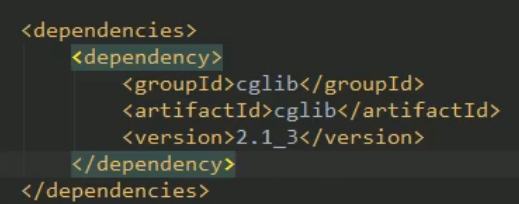 <dependencies>
<dependency>
<groupId>cglib</groupId>
<artifactId>cglib</artifactId>
<version>2.1_3</version>
</dependency>
</dependencies>